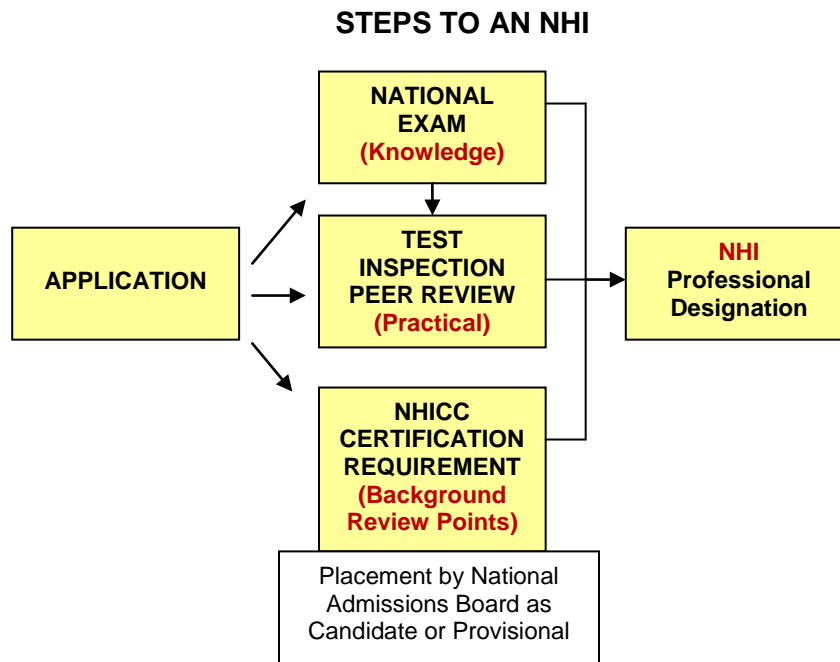 STEPS TO AN NHI
NATIONAL
EXAM
(Knowledge)
APPLICATION
TEST
INSPECTION
PEER REVIEW
(Practical)
NHI
Professional
Designation
NHICC
CERTIFICATION
REQUIREMENT
(Background
Review Points)
Placement by National
Admissions Board as
Candidate or Provisional